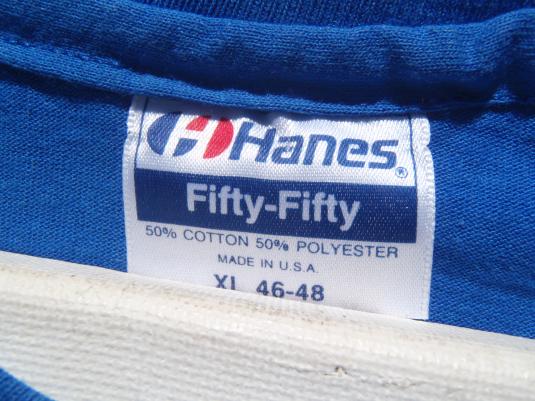 Hanes®
Fifty-Fifty
50% COTTON 50% POLYESTER
MADE IN U.S.A.
XL 46-48